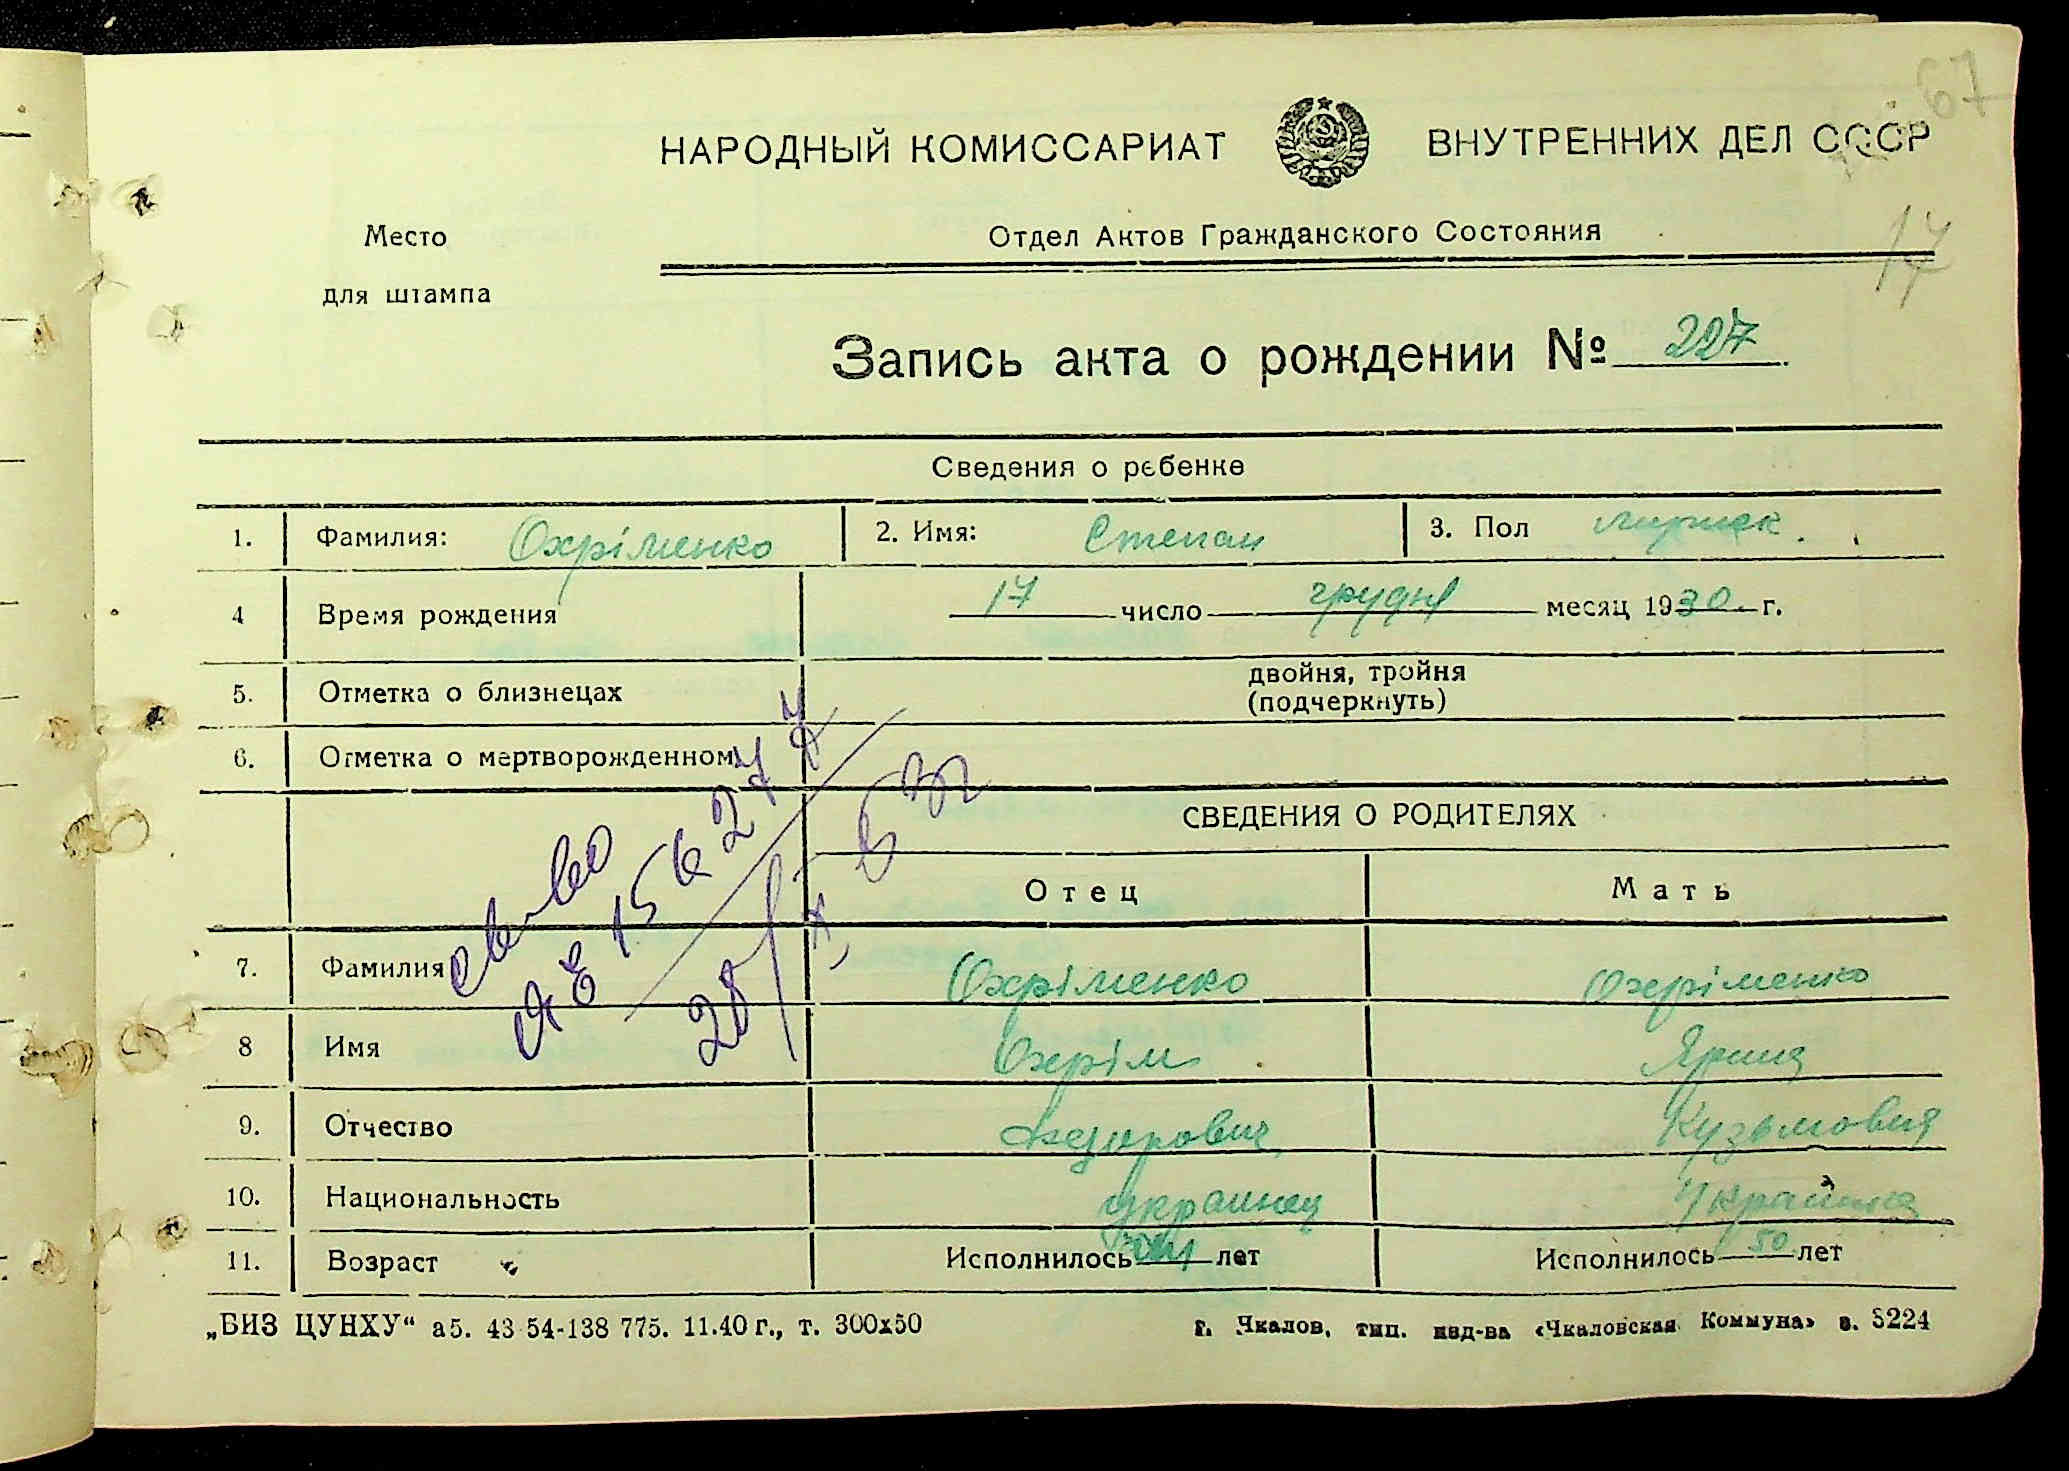 67
НАРОДНЫЙ КОМИССАРИАТ ВНУТРЕННИХ ДЕЛ СССР
Место
для штампа
Отдел Актов Гражданского Состояния
17
Запись акта о рождении № 227
Сведения о ребенке
1. Фамилия: Охріменко 2. Имя: Степан 3. Пол
4 Время рождения 17 число грудня месяц 1930. г.
5. Отметка о близнецах двойня, тройня
(подчеркнуть)
6. Отметка о мертворожденном
СВЕДЕНИЯ О РОДИТЕЛЯХ
Отец Мать
7. Фамилия Охріменко Охріменко
8 Имя Охрім Ярина
9. Отчество Кузьмовна
10. Национальность украинец Украинка
11. Возраст Исполнилось лет Исполнилось 50 лет
„БИЗ ЦУНХУ“ а5. 43 54-138 775. 11.40 г., т. 300х50
г. Чкалов, тип. изд-ва «Чкаловская Коммуна» з. 8224